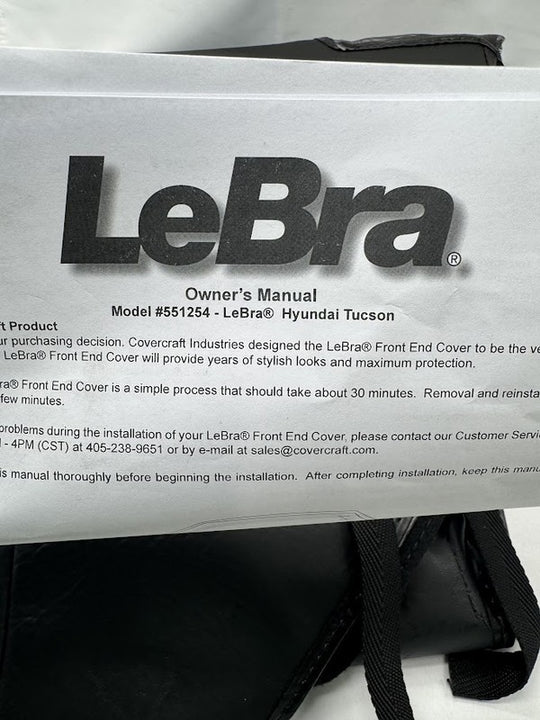 LeBra®
Owner's Manual
Model #551254 - LeBra® Hyundai Tucson
ft Product
ur purchasing decision. Covercraft Industries designed the LeBra® Front End Cover to be the ve
LeBra® Front End Cover will provide years of stylish looks and maximum protection.
ra® Front End Cover is a simple process that should take about 30 minutes. Removal and reinsta
few minutes.
problems during the installation of your LeBra® Front End Cover, please contact our Customer Servi
- 4PM (CST) at 405-238-9651 or by e-mail at sales@covercraft.com.
is manual thoroughly before beginning the installation. After completing installation, keep this manu